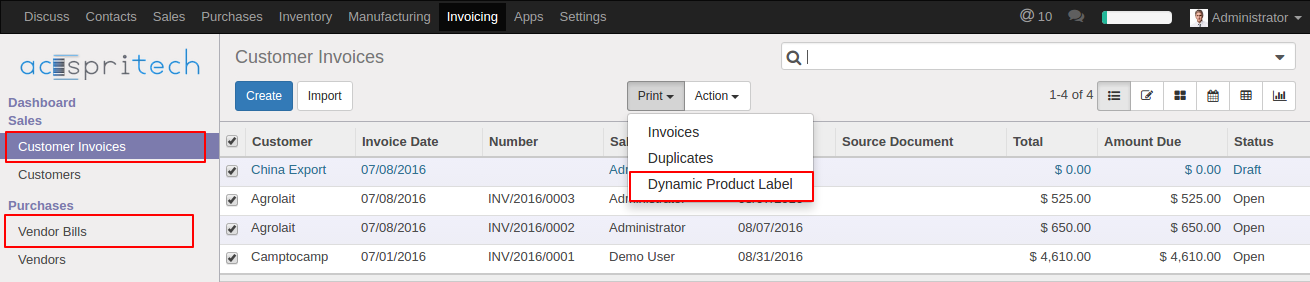 Discuss Contacts Sales Purchases Inventory Manufacturing Invoicing Apps Settings @ 10 Administrator
acespritech
Customer Invoices
Create Import Print Action 1-4 of 4
Dashboard
Sales
Customer Invoices
Customers
Purchases
Vendor Bills
Vendors
Invoices
Duplicates
Dynamic Product Label
Customer Invoice Date Number Source Document Total Amount Due Status
China Export 07/08/2016 $ 0.00 $ 0.00 Draft
Agrolait 07/08/2016 INV/2016/0003 $ 525.00 $ 525.00 Open
Agrolait 07/08/2016 INV/2016/0002 Administrator 08/07/2016 $ 650.00 $ 650.00 Open
Camptocamp 07/01/2016 INV/2016/0001 Demo User 08/31/2016 $ 4,610.00 $ 4,610.00 Open